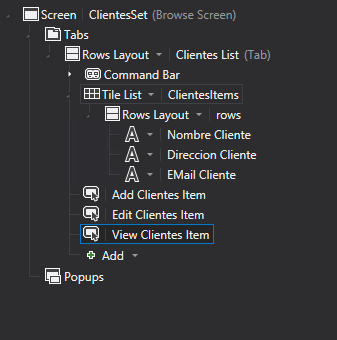 Screen | ClientesSet (Browse Screen)
Tabs
Rows Layout Clientes List (Tab)
Command Bar
Tile List ClientesItems
Rows Layout rows
A Nombre Cliente
A Direccion Cliente
A EMail Cliente
Add Clientes Item
Edit Clientes Item
View Clientes Item
Add
Popups